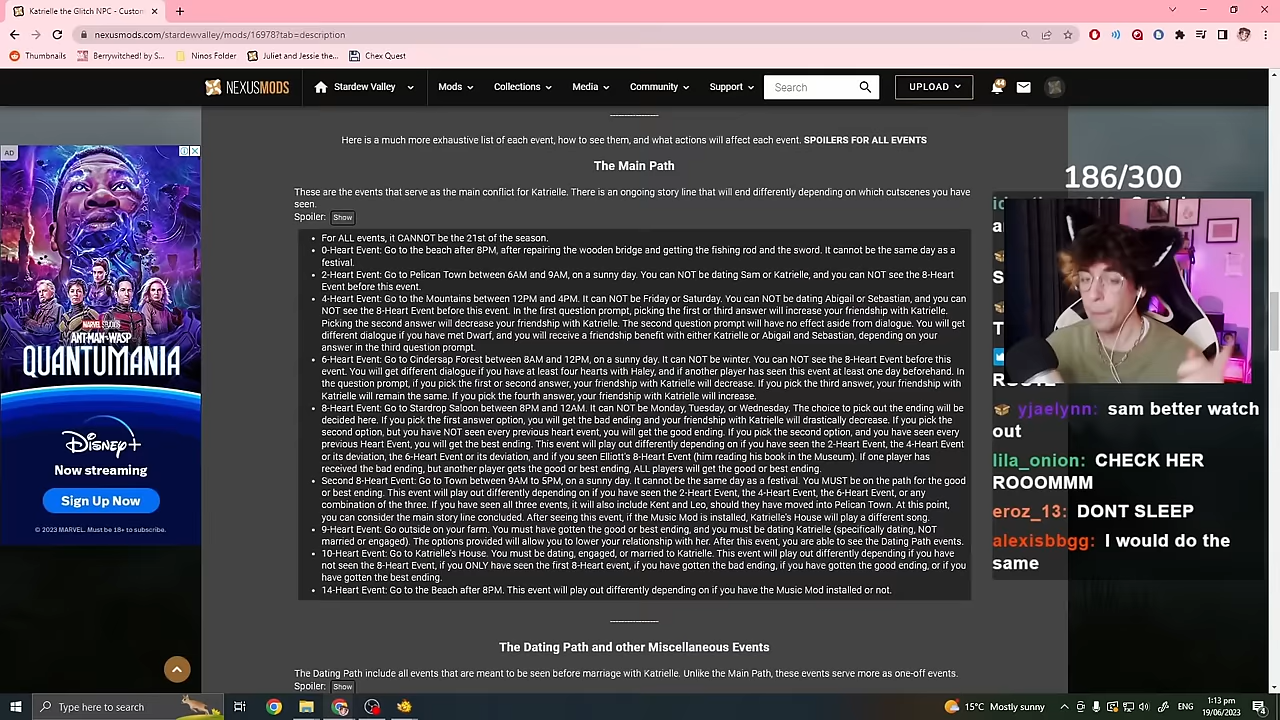 Katrielle the Glitch NPC - Custom
nexusmods.com/stardewvalley/mods/16978?tab=description
Thumbnails
Berrywitched! by S...
Ninos Folder
Juliet and Jessie the...
Chex Quest
NEXUSMODS
Stardew Valley
Mods
Collections
Media
Community
Support
Search
UPLOAD
Here is a much more exhaustive list of each event, how to see them, and what actions will affect each event. SPOILERS FOR ALL EVENTS
The Main Path
These are the events that serve as the main conflict for Katrielle. There is an ongoing story line that will end differently depending on which cutscenes you have
seen.
Spoiler: Show
• For ALL events, it CANNOT be the 21st of the season.
• 0-Heart Event: Go to the beach after 8PM, after repairing the wooden bridge and getting the fishing rod and the sword. It cannot be the same day as a
festival.
• 2-Heart Event: Go to Pelican Town between 6AM and 9AM, on a sunny day. You can NOT be dating Sam or Katrielle, and you can NOT see the 8-Heart
Event before this event.
• 4-Heart Event: Go to the Mountains between 12PM and 4PM. It can NOT be Friday or Saturday. You can NOT be dating Abigail or Sebastian, and you can
NOT see the 8-Heart Event before this event. In the first question prompt, picking the first or third answer will increase your friendship with Katrielle.
Picking the second answer will decrease your friendship with Katrielle. The second question prompt will have no effect aside from dialogue. You will get
different dialogue if you have met Dwarf, and you will receive a friendship benefit with either Katrielle or Abigail and Sebastian, depending on your
answer in the third question prompt.
• 6-Heart Event: Go to Cindersap Forest between 8AM and 12PM, on a sunny day. It can NOT be winter. You can NOT see the 8-Heart Event before this
event. You will get different dialogue if you have at least four hearts with Haley, and if another player has seen this event at least one day beforehand. In
the question prompt, if you pick the first or second answer, your friendship with Katrielle will decrease. If you pick the third answer, your friendship with
Katrielle will remain the same. If you pick the fourth answer, your friendship with Katrielle will increase.
• 8-Heart Event: Go to Stardrop Saloon between 8PM and 12AM. It can NOT be Monday, Tuesday, or Wednesday. The choice to pick out the ending will be
decided here. If you pick the first answer option, you will get the bad ending and your friendship with Katrielle will drastically decrease. If you pick the
second option, but you have NOT seen every previous heart event, you will get the good ending. If you pick the second option, and you have seen every
previous Heart Event, you will get the best ending. This event will play out differently depending on if you have seen the 2-Heart Event, the 4-Heart Event
or its deviation, the 6-Heart Event or its deviation, and if you seen Elliott's 8-Heart Event (him reading his book in the Museum). If one player has
received the bad ending, but another player gets the good or best ending, ALL players will get the good or best ending.
• Second 8-Heart Event: Go to Town between 9AM to 5PM, on a sunny day. It cannot be the same day as a festival. You MUST be on the path for the good
or best ending. This event will play out differently depending on if you have seen the 2-Heart Event, the 4-Heart Event, the 6-Heart Event, or any
combination of the three. If you have seen all three events, it will also include Kent and Leo, should they have moved into Pelican Town. At this point,
you can consider the main story line concluded. After seeing this event, if the Music Mod is installed, Katrielle's House will play a different song.
• 9-Heart Event: Go outside on your farm. You must have gotten the good or best ending, and you must be dating Katrielle (specifically dating, NOT
married or engaged). The options provided will allow you to lower your relationship with her. After this event, you are able to see the Dating Path events.
• 10-Heart Event: Go to Katrielle's House. You must be dating, engaged, or married to Katrielle. This event will play out differently depending if you have
not seen the 8-Heart Event, if you ONLY have seen the first 8-Heart event, if you have gotten the bad ending, if you have gotten the good ending, or if you
have gotten the best ending.
• 14-Heart Event: Go to the Beach after 8PM. This event will play out differently depending on if you have the Music Mod installed or not.
The Dating Path and other Miscellaneous Events
The Dating Path include all events that are meant to be seen before marriage with Katrielle. Unlike the Main Path, these events serve more as one-off events.
Spoiler: Show
AD
MARVEL STUDIOS
ANT-MAN AND THE WASP
QUANTUMANIA
Disney+
Now streaming
Sign Up Now
© 2023 MARVEL. Must be 18+ to subscribe.
186/300
yjaelynn: sam better watch
out
lila_onion: CHECK HER
ROOOMMM
eroz_13: DONT SLEEP
alexisbbgg: I would do the
same
Type here to search
15°C Mostly sunny
ENG
1:13 pm
19/06/2023